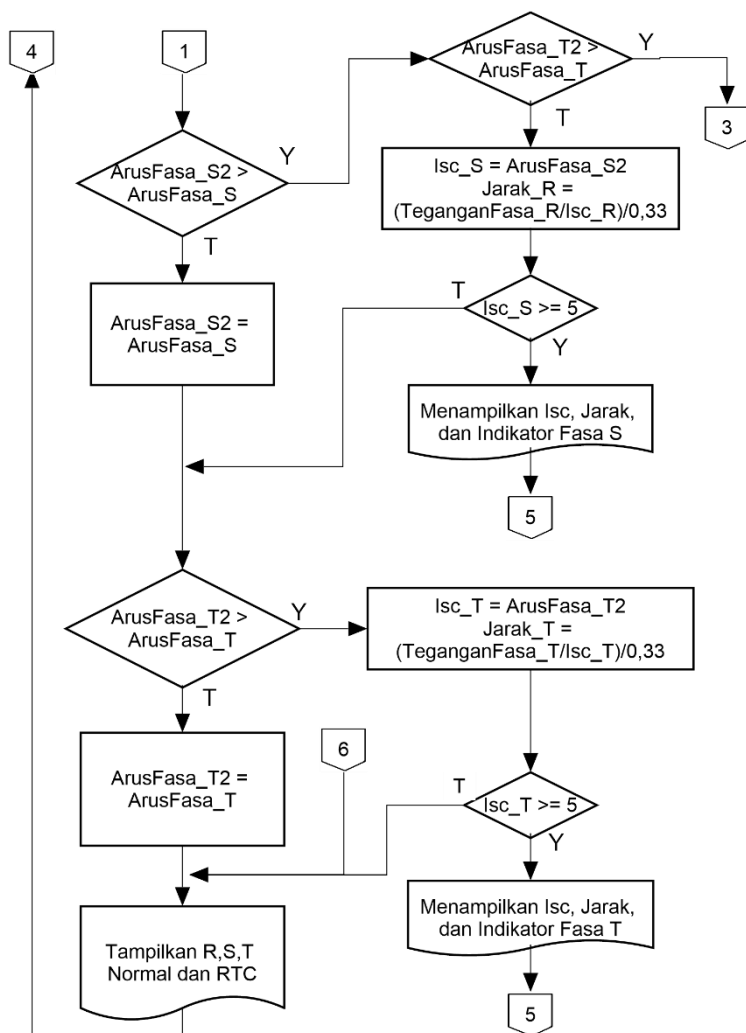 4
1
ArusFasa_T2 >
ArusFasa_T
Y
3
T
ArusFasa_S2 >
ArusFasa_S
Y
T
Isc_S = ArusFasa_S2
Jarak_R =
(TeganganFasa_R/Isc_R)/0,33
ArusFasa_S2 =
ArusFasa_S
T
Isc_S >= 5
Y
Menampilkan Isc, Jarak,
dan Indikator Fasa S
5
ArusFasa_T2 >
ArusFasa_T
Y
T
Isc_T = ArusFasa_T2
Jarak_T =
(TeganganFasa_T/Isc_T)/0,33
ArusFasa_T2 =
ArusFasa_T
6
T
Isc_T >= 5
Y
Tampilkan R,S,T
Normal dan RTC
Menampilkan Isc, Jarak,
dan Indikator Fasa T
5